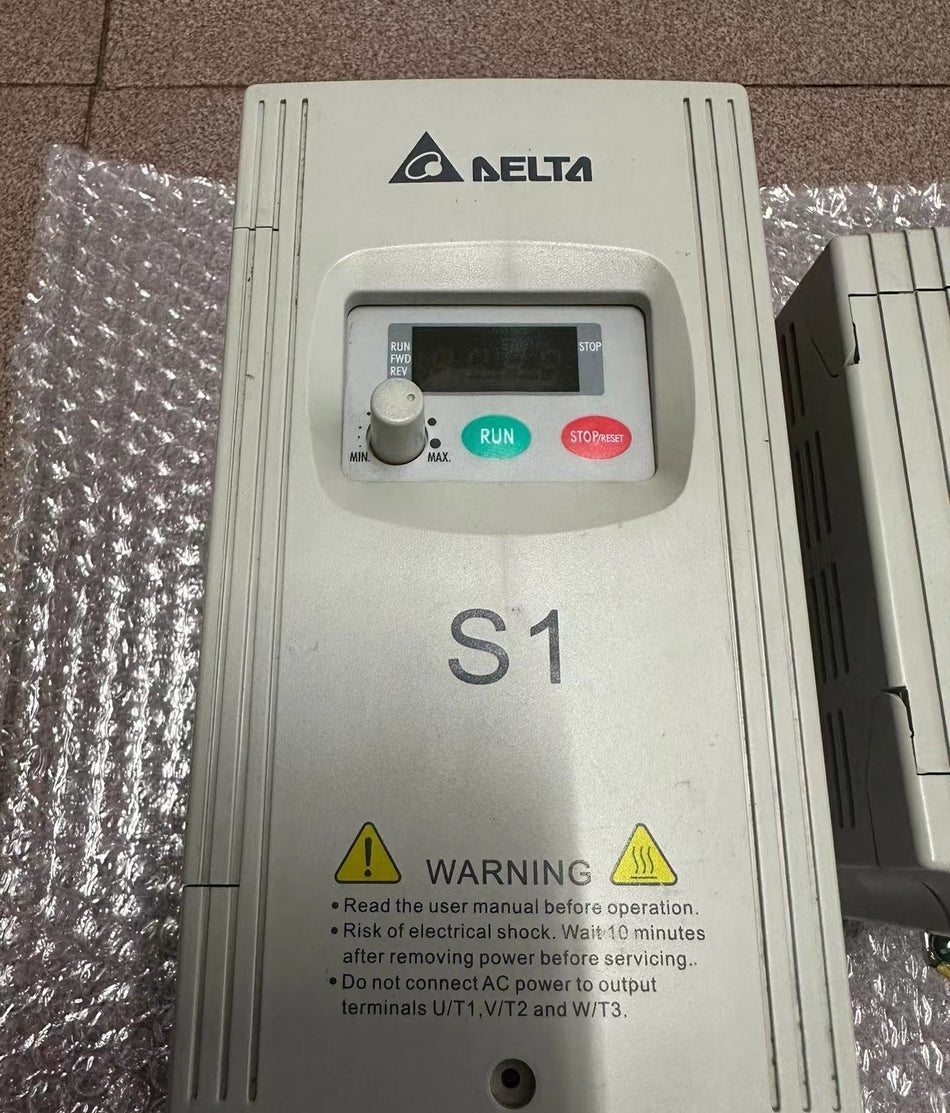 DELTA
RUN
FWD
REV
STOP
MIN.
MAX.
RUN
STOP/RESET
S1
WARNING
• Read the user manual before operation.
• Risk of electrical shock. Wait 10 minutes
after removing power before servicing..
• Do not connect AC power to output
terminals U/T1,V/T2 and W/T3.